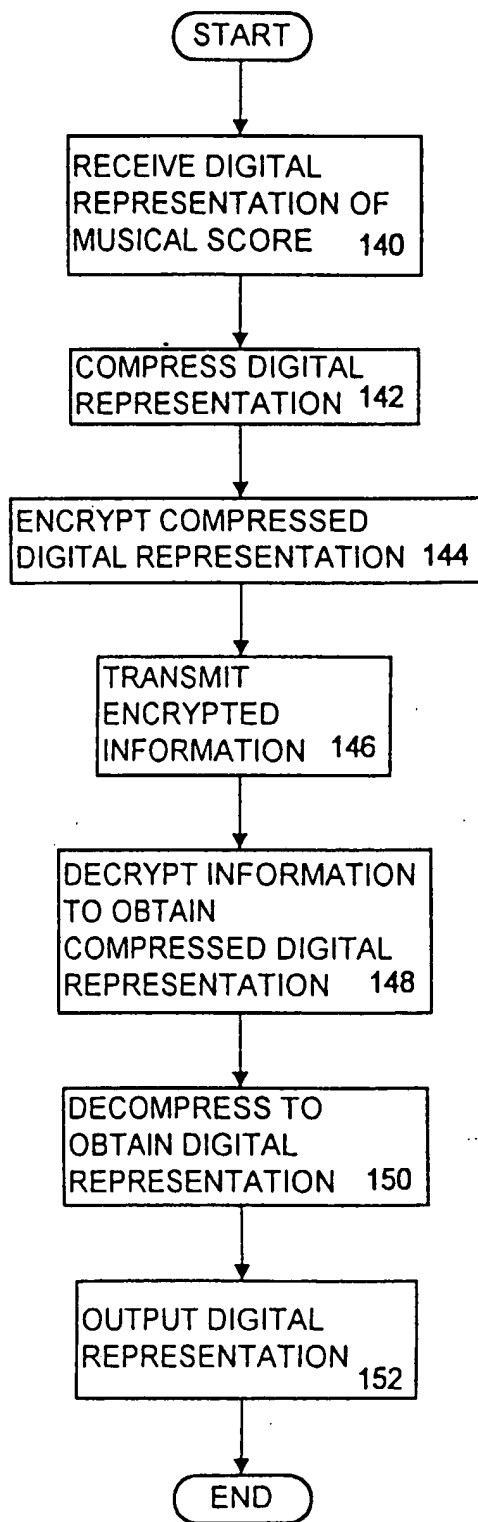 START
RECEIVE DIGITAL
REPRESENTATION OF
MUSICAL SCORE 140
COMPRESS DIGITAL
REPRESENTATION 142
ENCRYPT COMPRESSED
DIGITAL REPRESENTATION 144
TRANSMIT
ENCRYPTED
INFORMATION 146
DECRYPT INFORMATION
TO OBTAIN
COMPRESSED DIGITAL
REPRESENTATION 148
DECOMPRESS TO
OBTAIN DIGITAL
REPRESENTATION 150
OUTPUT DIGITAL
REPRESENTATION
152
END